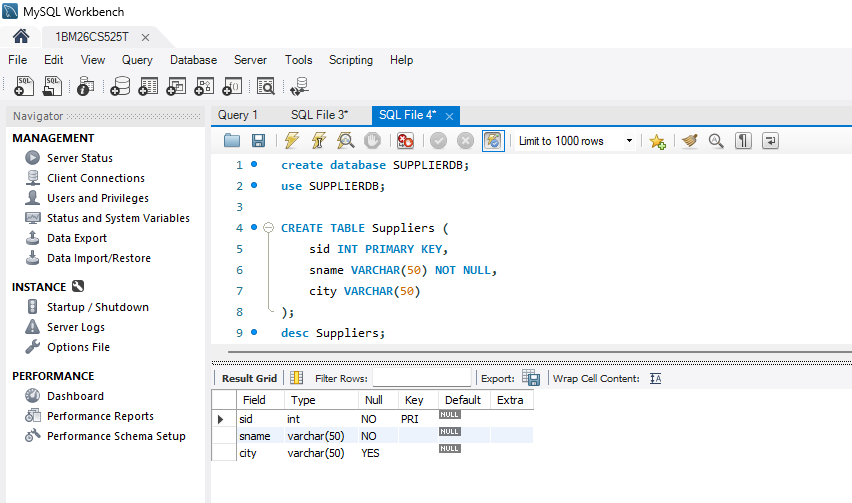 MySQL Workbench
1BM26CS525T
File Edit View Query Database Server Tools Scripting Help
Navigator
MANAGEMENT
Server Status
Client Connections
Users and Privileges
Status and System Variables
Data Export
Data Import/Restore
INSTANCE
Startup / Shutdown
Server Logs
Options File
PERFORMANCE
Dashboard
Performance Reports
Performance Schema Setup
Query 1 SQL File 3* SQL File 4*
Limit to 1000 rows
1 create database SUPPLIERDB;
2 use SUPPLIERDB;
3
4 CREATE TABLE Suppliers (
5 sid INT PRIMARY KEY,
6 sname VARCHAR(50) NOT NULL,
7 city VARCHAR(50)
8 );
9 desc Suppliers;
Result Grid Filter Rows: Export: Wrap Cell Content:
Field Type Null Key Default Extra
sid int NO PRI NULL
sname varchar(50) NO NULL
city varchar(50) YES NULL